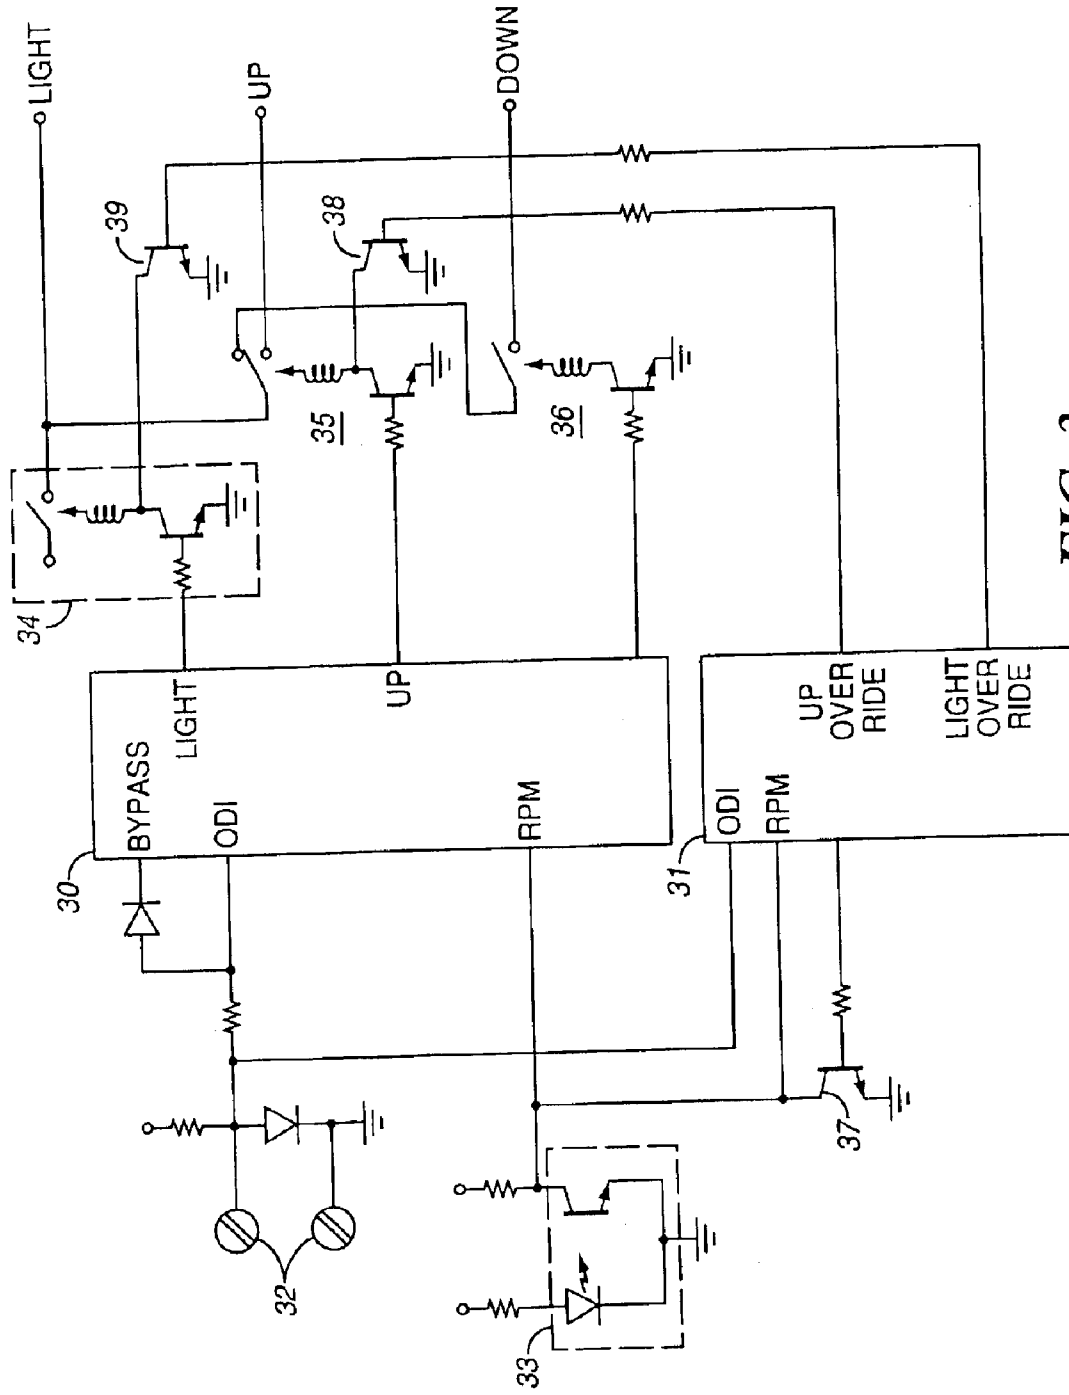 LIGHT
UP
DOWN
39
38
34
35
36
LIGHT
UP
BYPASS
ODI
RPM
30
31
ODI
RPM
UP
OVER
RIDE
LIGHT
OVER
RIDE
32
33
37